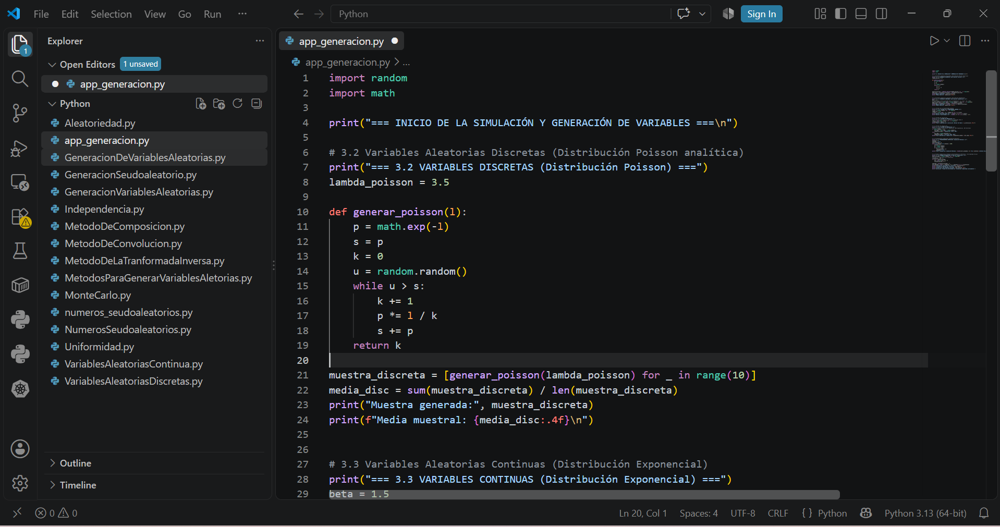 File Edit Selection View Go Run ···
Python
Sign In
Explorer
Open Editors 1 unsaved
app_generacion.py
Python
Aleatoriedad.py
app_generacion.py
GeneracionDeVariablesAleatorias.py
GeneracionSeudoaleatorio.py
GeneracionVariablesAleatorias.py
Independencia.py
MetodoDeComposicion.py
MetodoDeConvolucion.py
MetodoDeLaTranformadaInversa.py
MetodosParaGenerarVariablesAletorias.py
MonteCarlo.py
numeros_seudoaleatorios.py
NumerosSeudoaleatorios.py
Uniformidad.py
VariablesAleatoriasContinua.py
VariablesAleatoriasDiscretas.py
Outline
Timeline
1
app_generacion.py
app_generacion.py > ...
1 import random
2 import math
3
4 print("=== INICIO DE LA SIMULACIÓN Y GENERACIÓN DE VARIABLES ===\n")
5
6 # 3.2 Variables Aleatorias Discretas (Distribución Poisson analítica)
7 print("=== 3.2 VARIABLES DISCRETAS (Distribución Poisson) ===")
8 lambda_poisson = 3.5
9
10 def generar_poisson(l):
11     p = math.exp(-l)
12     s = p
13     k = 0
14     u = random.random()
15     while u > s:
16         k += 1
17         p *= l / k
18         s += p
19     return k
20
21 muestra_discreta = [generar_poisson(lambda_poisson) for _ in range(10)]
22 media_disc = sum(muestra_discreta) / len(muestra_discreta)
23 print("Muestra generada:", muestra_discreta)
24 print(f"Media muestral: {media_disc:.4f}\n")
25
26
27 # 3.3 Variables Aleatorias Continuas (Distribución Exponencial)
28 print("=== 3.3 VARIABLES CONTINUAS (Distribución Exponencial) ===")
29 beta = 1.5
0 0
Ln 20, Col 1 Spaces: 4 UTF-8 CRLF { } Python Python 3.13 (64-bit)